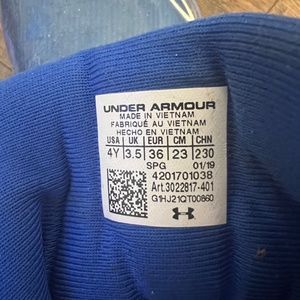 UNDER ARMOUR
MADE IN VIETNAM
FABRIQUÉ AU VIETNAM
HECHO EN VIETNAM
USA UK EUR CM CHN
4Y 3.5 36 23 230
SPG 01/19
4201701038
Art.3022817-401
G1HJ21QT00860